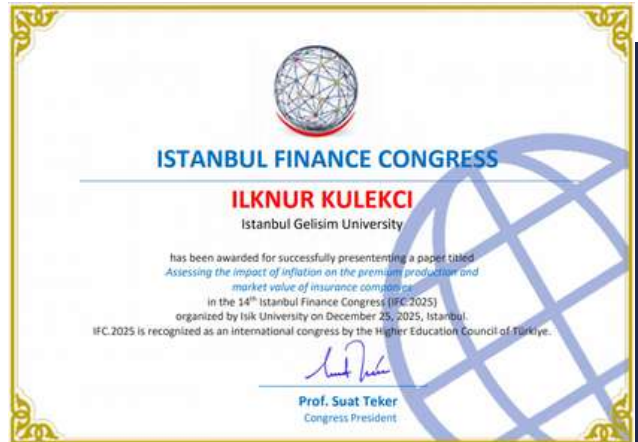 ISTANBUL FINANCE CONGRESS
ILKNUR KULEKCI
Istanbul Gelisim University
has been awarded for successfully presententing a paper titled
Assessing the impact of inflation on the premium production and
market value of insurance companies
in the 14th Istanbul Finance Congress (IFC.2025)
organized by Isik University on December 25, 2025, Istanbul.
IFC.2025 is recognized as an international congress by the Higher Education Council of Türkiye.
Prof. Suat Teker
Congress President